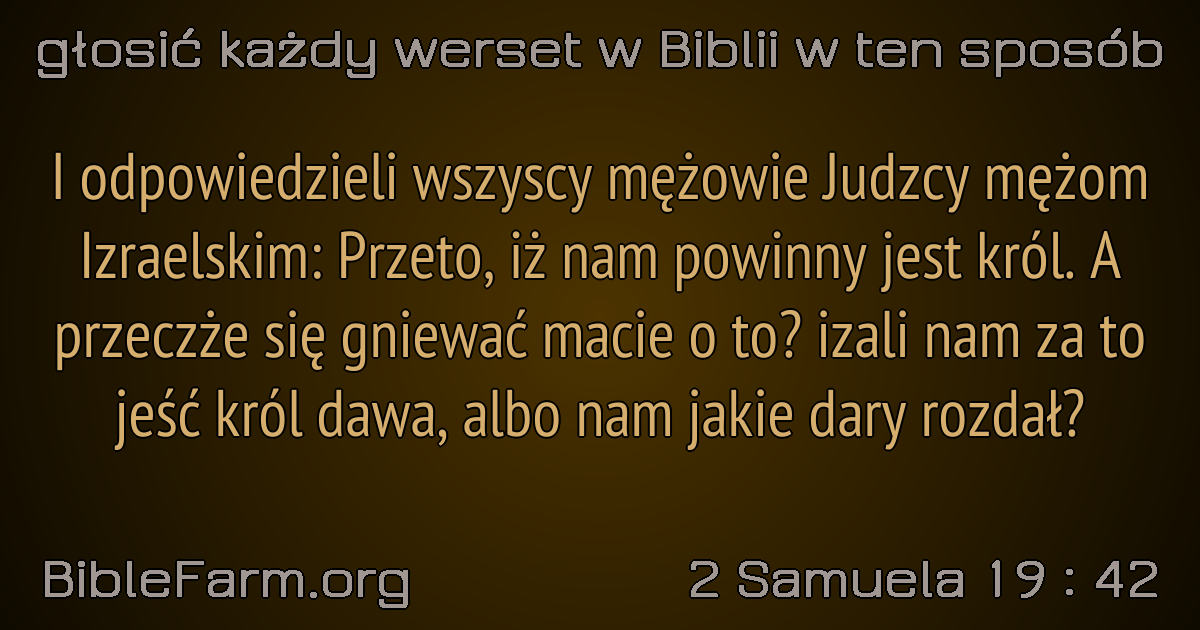 głosić każdy werset w Biblii w ten sposób
I odpowiedzieli wszyscy mężowie Judzcy mężom
Izraelskim: Przeto, iż nam powinny jest król. A
przeczże się gniewać macie o to? izali nam za to
jeść król dawa, albo nam jakie dary rozdał?
BibleFarm.org
2 Samuela 19 : 42